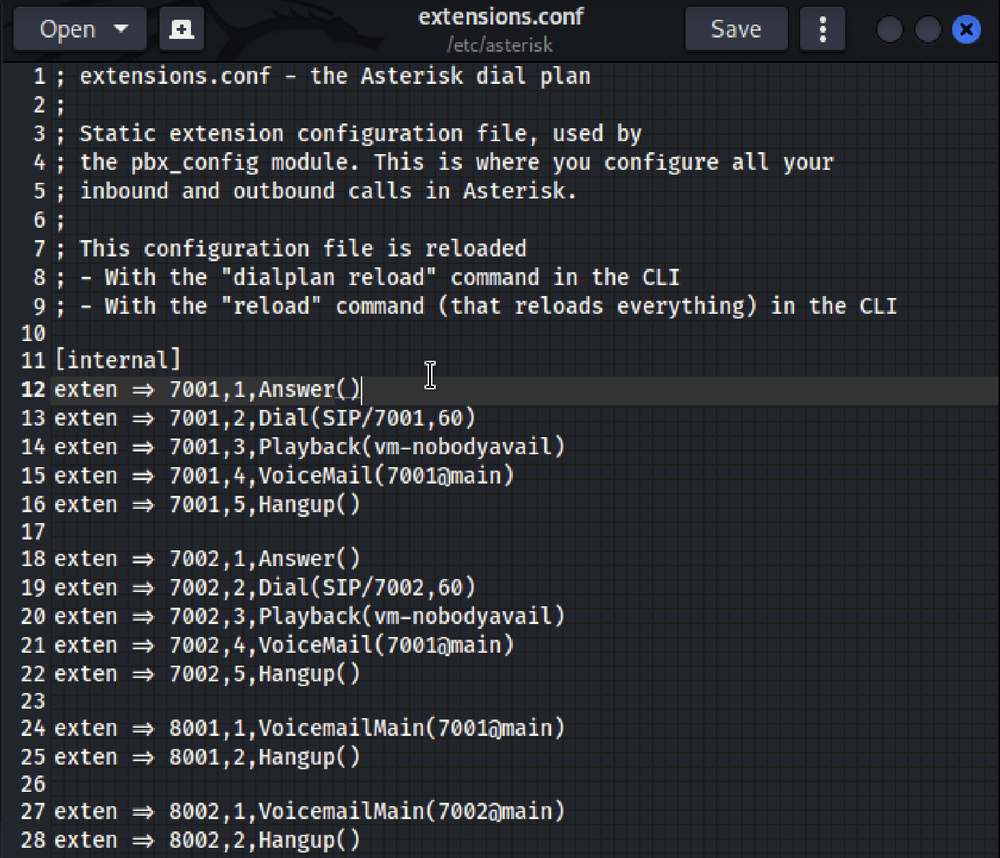 Open
extensions.conf
/etc/asterisk
Save
1 ; extensions.conf - the Asterisk dial plan
2 ;
3 ; Static extension configuration file, used by
4 ; the pbx_config module. This is where you configure all your
5 ; inbound and outbound calls in Asterisk.
6 ;
7 ; This configuration file is reloaded
8 ; - With the "dialplan reload" command in the CLI
9 ; - With the "reload" command (that reloads everything) in the CLI
10
11 [internal]
12 exten => 7001,1,Answer()
13 exten => 7001,2,Dial(SIP/7001,60)
14 exten => 7001,3,Playback(vm-nobodyavail)
15 exten => 7001,4,VoiceMail(7001@main)
16 exten => 7001,5,Hangup()
17
18 exten => 7002,1,Answer()
19 exten => 7002,2,Dial(SIP/7002,60)
20 exten => 7002,3,Playback(vm-nobodyavail)
21 exten => 7002,4,VoiceMail(7001@main)
22 exten => 7002,5,Hangup()
23
24 exten => 8001,1,VoicemailMain(7001@main)
25 exten => 8001,2,Hangup()
26
27 exten => 8002,1,VoicemailMain(7002@main)
28 exten => 8002,2,Hangup()